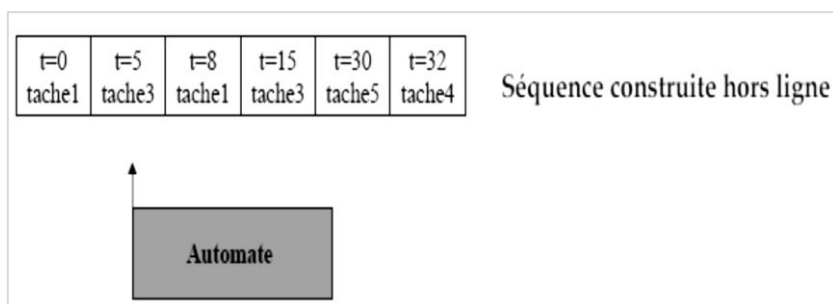 t=0 t=5 t=8 t=15 t=30 t=32
tache1 tache3 tache1 tache3 tache5 tache4
Séquence construite hors ligne
Automate